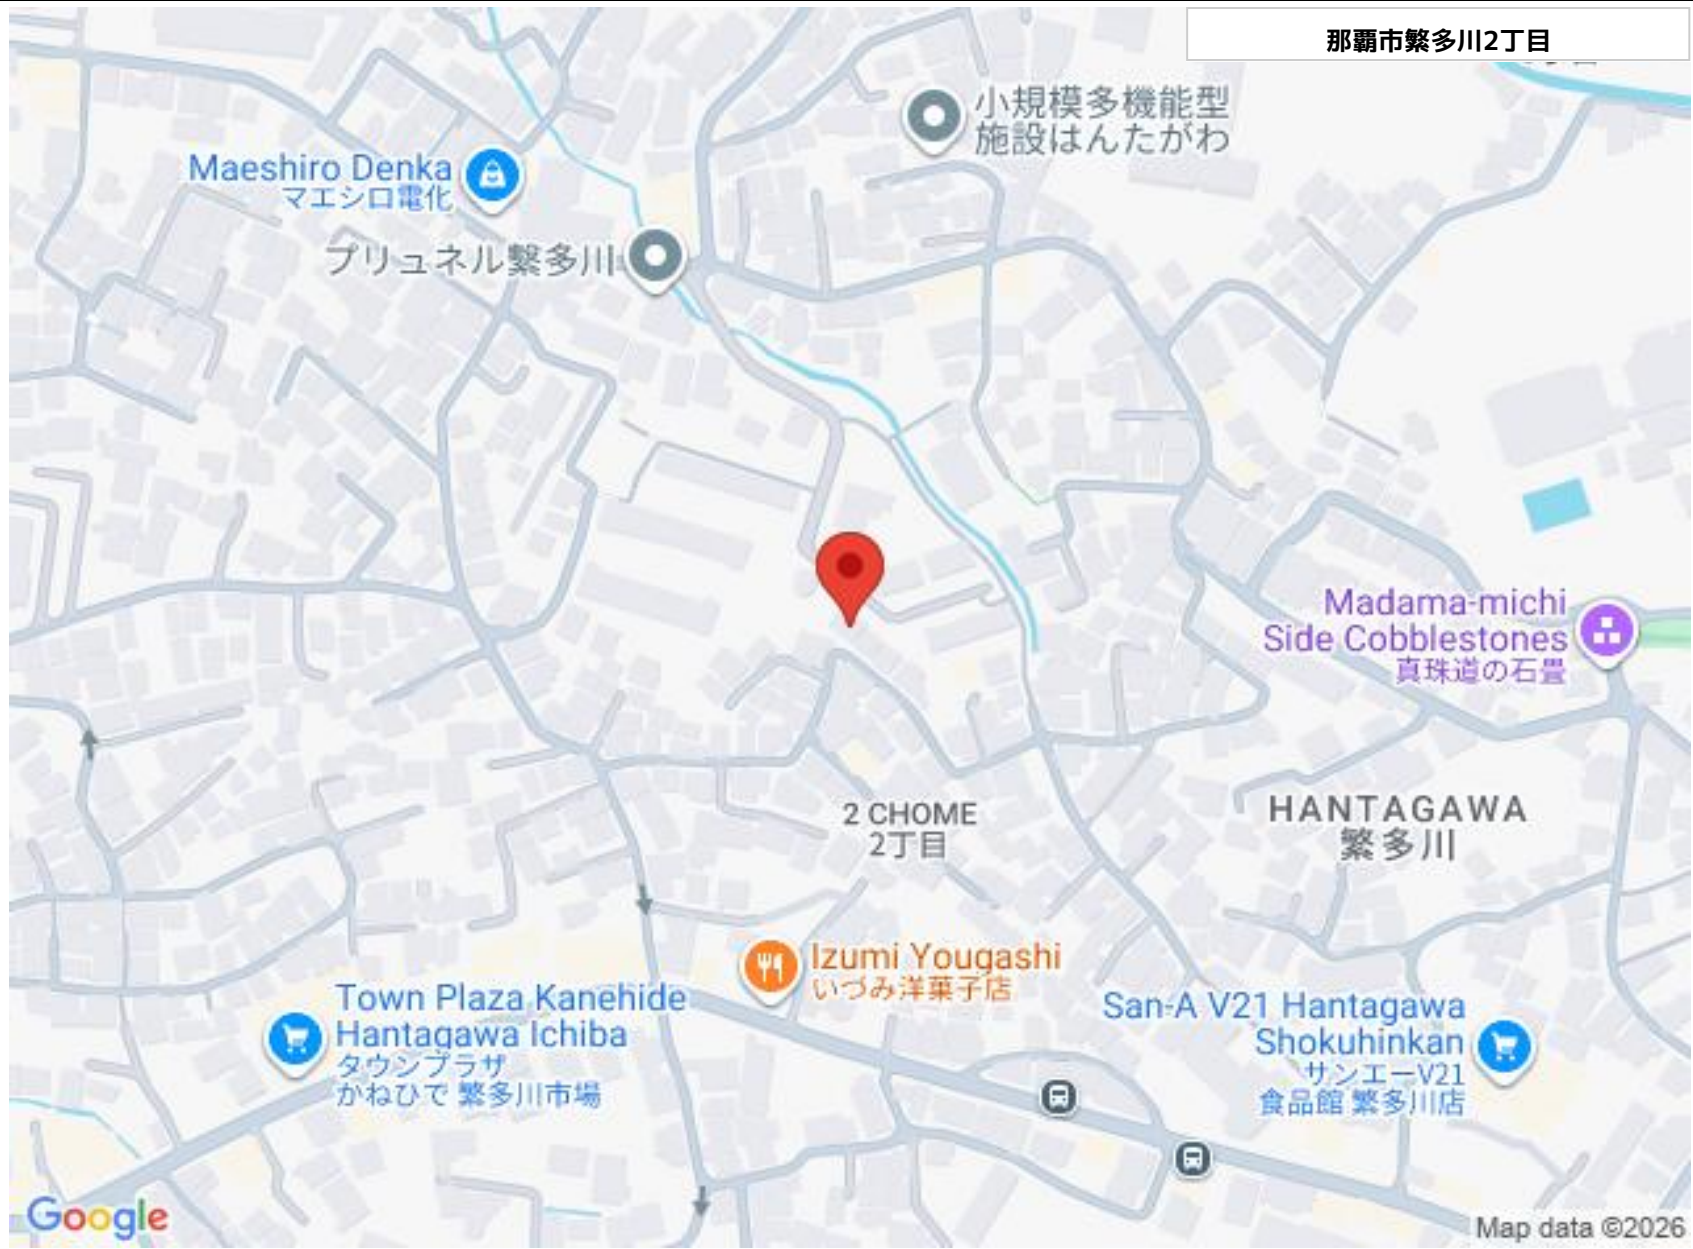 那覇市繁多川2丁目
小規模多機能型
施設はんたがわ
Maeshiro Denka
マエシロ電化
プリュネル繁多川
Madama-michi
Side Cobblestones
真珠道の石畳
2 CHOME
2丁目
HANTAGAWA
繁多川
Izumi Yougashi
いづみ洋菓子店
Town Plaza Kanehide
Hantagawa Ichiba
タウンプラザ
かねひで 繁多川市場
San-A V21 Hantagawa
Shokuhinkan
サンエーV21
食品館 繁多川店
Google
Map data ©2026